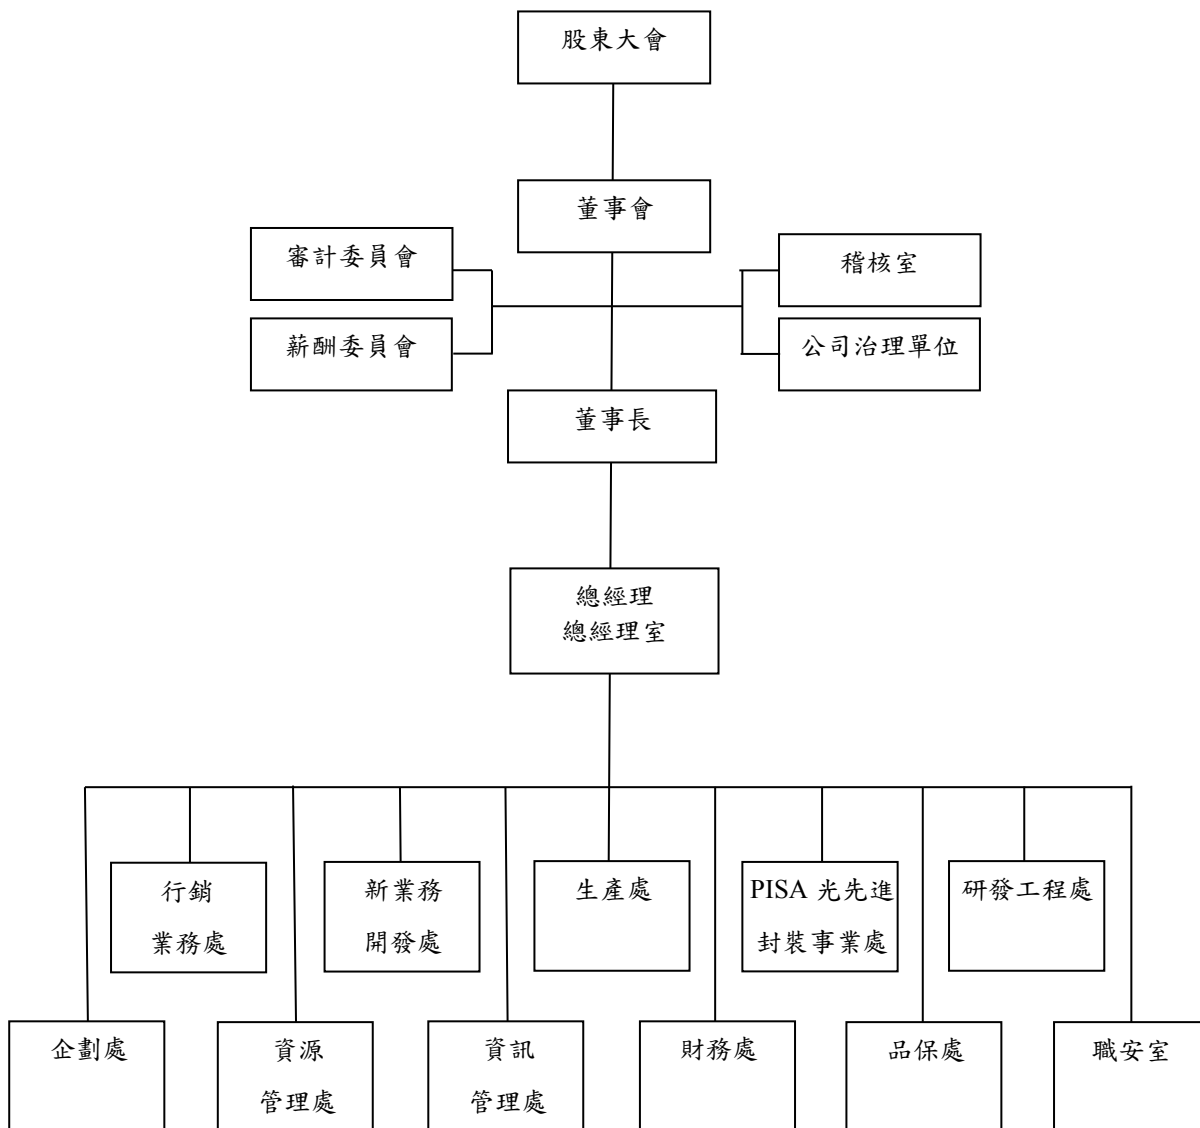 股東大會
董事會
審計委員會
稽核室
薪酬委員會
公司治理單位
董事長
總經理
總經理室
行銷
業務處
新業務
開發處
生產處
PISA 光先進
封裝事業處
研發工程處
企劃處
資源
管理處
資訊
管理處
財務處
品保處
職安室